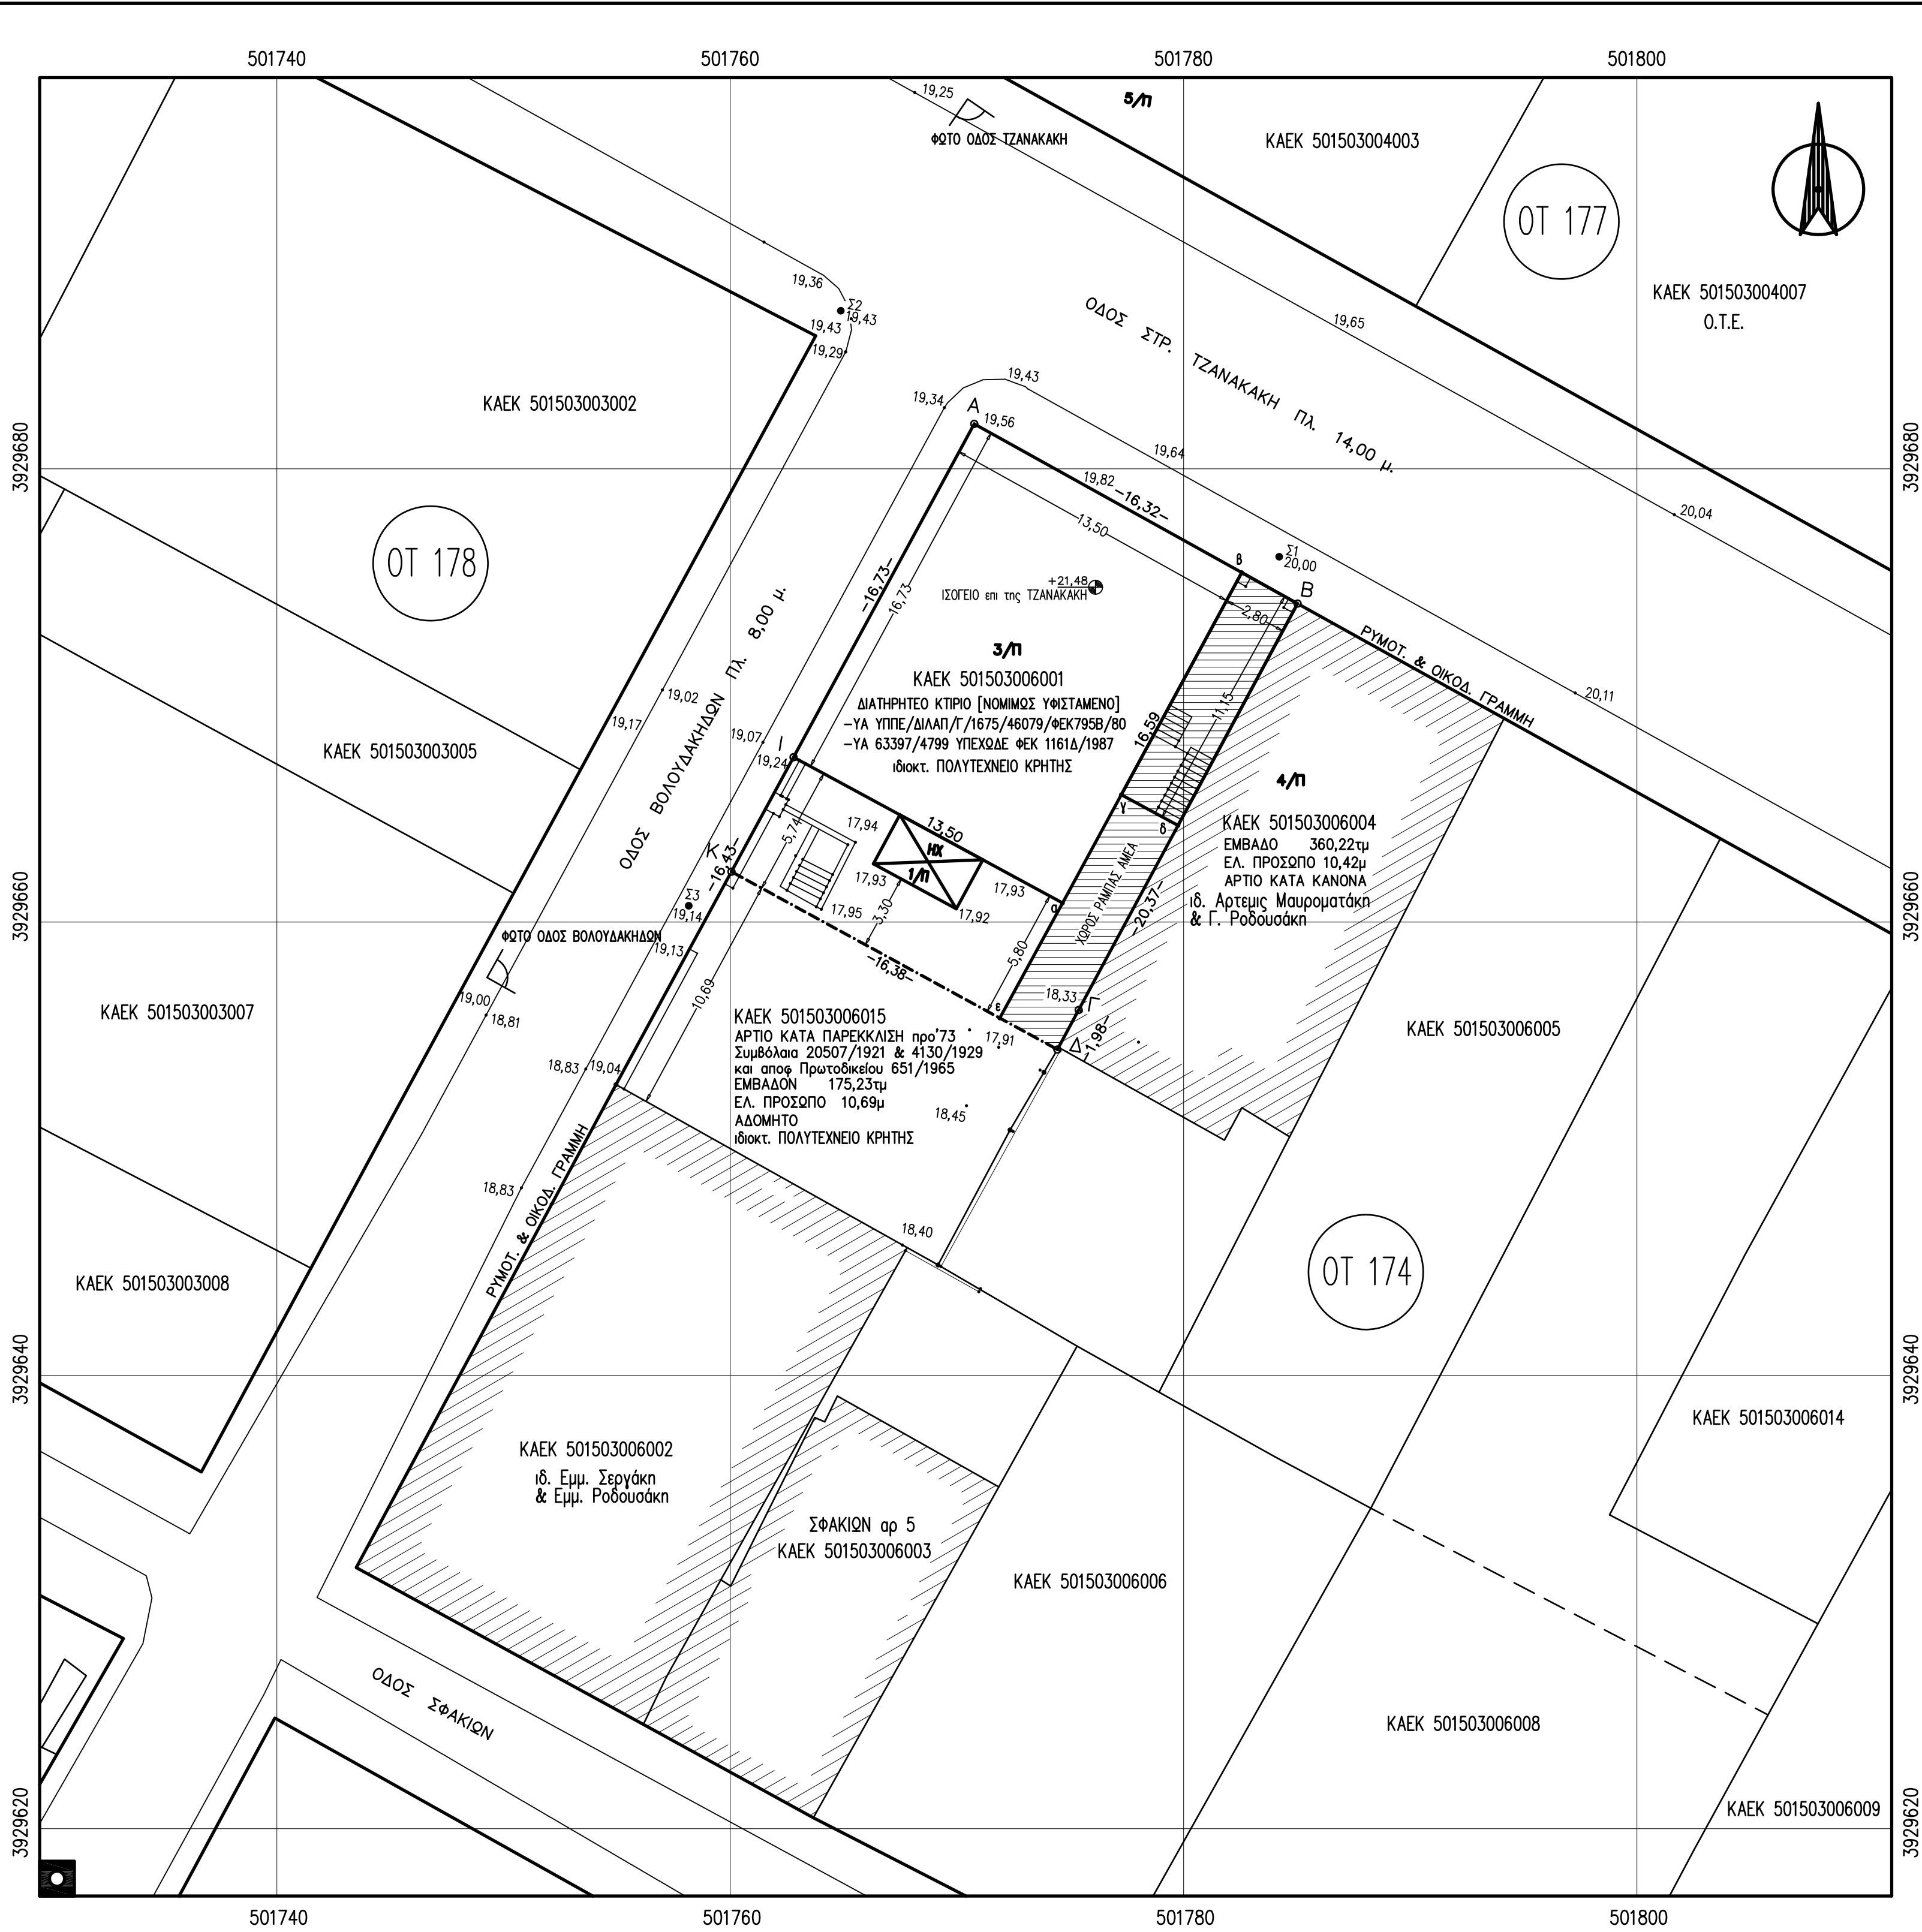 501740
501760
501780
501800
19,25
5/Π
ΦΩΤΟ ΟΔΟΣ ΤΖΑΝΑΚΑΚΗ
ΚΑΕΚ 501503004003
ΟΤ 177
ΚΑΕΚ 501503004007
Ο.Τ.Ε.
19,36
Σ2
19,43
19,43
19,29
ΟΔΟΣ ΣΤΡ. ΤΖΑΝΑΚΑΚΗ Πλ. 14,00 μ.
19,65
ΚΑΕΚ 501503003002
19,34
19,43
Α
19,56
19,64
3929680
3929680
19,82
-16,32-
13,50
20,04
ΟΤ 178
β
Σ1
20,00
-16,73-
16,73
+21,48
ΙΣΟΓΕΙΟ επι της ΤΖΑΝΑΚΑΚΗ
Β
2,80
ΡΥΜΟΤ. & ΟΙΚΟΔ. ΓΡΑΜΜΗ
3/Π
ΚΑΕΚ 501503006001
ΔΙΑΤΗΡΗΤΕΟ ΚΤΙΡΙΟ [ΝΟΜΙΜΩΣ ΥΦΙΣΤΑΜΕΝΟ]
-ΥΑ ΥΠΠΕ/ΔΙΛΑΠ/Γ/1675/46079/ΦΕΚ795Β/80
-ΥΑ 63397/4799 ΥΠΕΧΩΔΕ ΦΕΚ 1161Δ/1987
ιδιοκτ. ΠΟΛΥΤΕΧΝΕΙΟ ΚΡΗΤΗΣ
19,02
19,17
ΟΔΟΣ ΒΟΛΟΥΔΑΚΗΔΩΝ Πλ. 8,00 μ.
20,11
11,15
16,59
19,07
Ι
19,24
ΚΑΕΚ 501503003005
4/Π
γ
δ
ΚΑΕΚ 501503006004
ΕΜΒΑΔΟ 360,22τμ
ΕΛ. ΠΡΟΣΩΠΟ 10,42μ
ΑΡΤΙΟ ΚΑΤΑ ΚΑΝΟΝΑ
ιδ. Αρτεμις Μαυροματάκη
& Γ. Ροδουσάκη
5,74
17,94
13,50
ΗΧ
1/Π
Κ
-16,43-
17,93
17,93
ΧΩΡΟΣ ΡΑΜΠΑΣ ΑΜΕΑ
-20,37-
3929660
3929660
Σ3
19,14
17,95
3,30
17,92
α
ΦΩΤΟ ΟΔΟΣ ΒΟΛΟΥΔΑΚΗΔΩΝ
19,13
-16,38-
5,80
10,69
19,00
18,81
ε
18,33
Γ
ΚΑΕΚ 501503003007
ΚΑΕΚ 501503006015
ΑΡΤΙΟ ΚΑΤΑ ΠΑΡΕΚΚΛΙΣΗ προ'73
Συμβόλαια 20507/1921 & 4130/1929
και αποφ Πρωτοδικείου 651/1965
ΕΜΒΑΔΟΝ 175,23τμ
ΕΛ. ΠΡΟΣΩΠΟ 10,69μ
ΑΔΟΜΗΤΟ
ιδιοκτ. ΠΟΛΥΤΕΧΝΕΙΟ ΚΡΗΤΗΣ
17,91
Δ
-1,98-
ΚΑΕΚ 501503006005
18,83
19,04
18,45
18,83
ΡΥΜΟΤ. & ΟΙΚΟΔ. ΓΡΑΜΜΗ
18,40
ΚΑΕΚ 501503003008
ΟΤ 174
3929640
3929640
ΚΑΕΚ 501503006014
ΚΑΕΚ 501503006002
ιδ. Εμμ. Σεργάκη
& Εμμ. Ροδουσάκη
ΣΦΑΚΙΩΝ αρ 5
ΚΑΕΚ 501503006003
ΚΑΕΚ 501503006006
ΟΔΟΣ ΣΦΑΚΙΩΝ
ΚΑΕΚ 501503006008
ΚΑΕΚ 501503006009
3929620
3929620
501740
501760
501780
501800